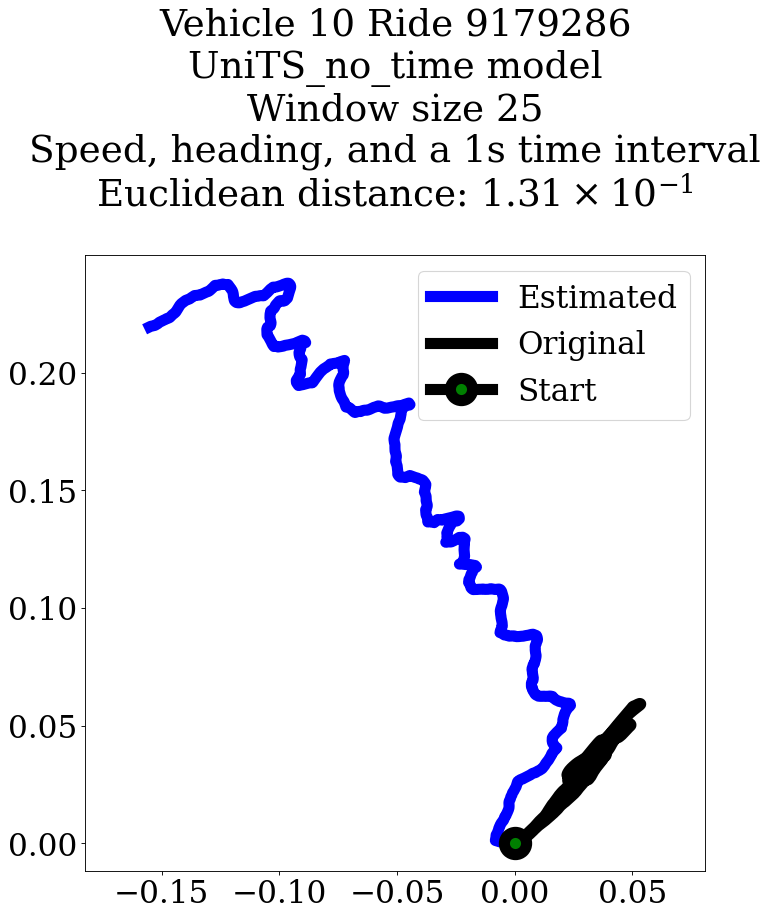 Vehicle 10 Ride 9179286
UniTS_no_time model
Window size 25
Speed, heading, and a 1s time interval
Euclidean distance: 1.31 × 10⁻¹
Estimated
Original
Start
0.20
0.15
0.10
0.05
0.00
−0.15 −0.10 −0.05 0.00 0.05